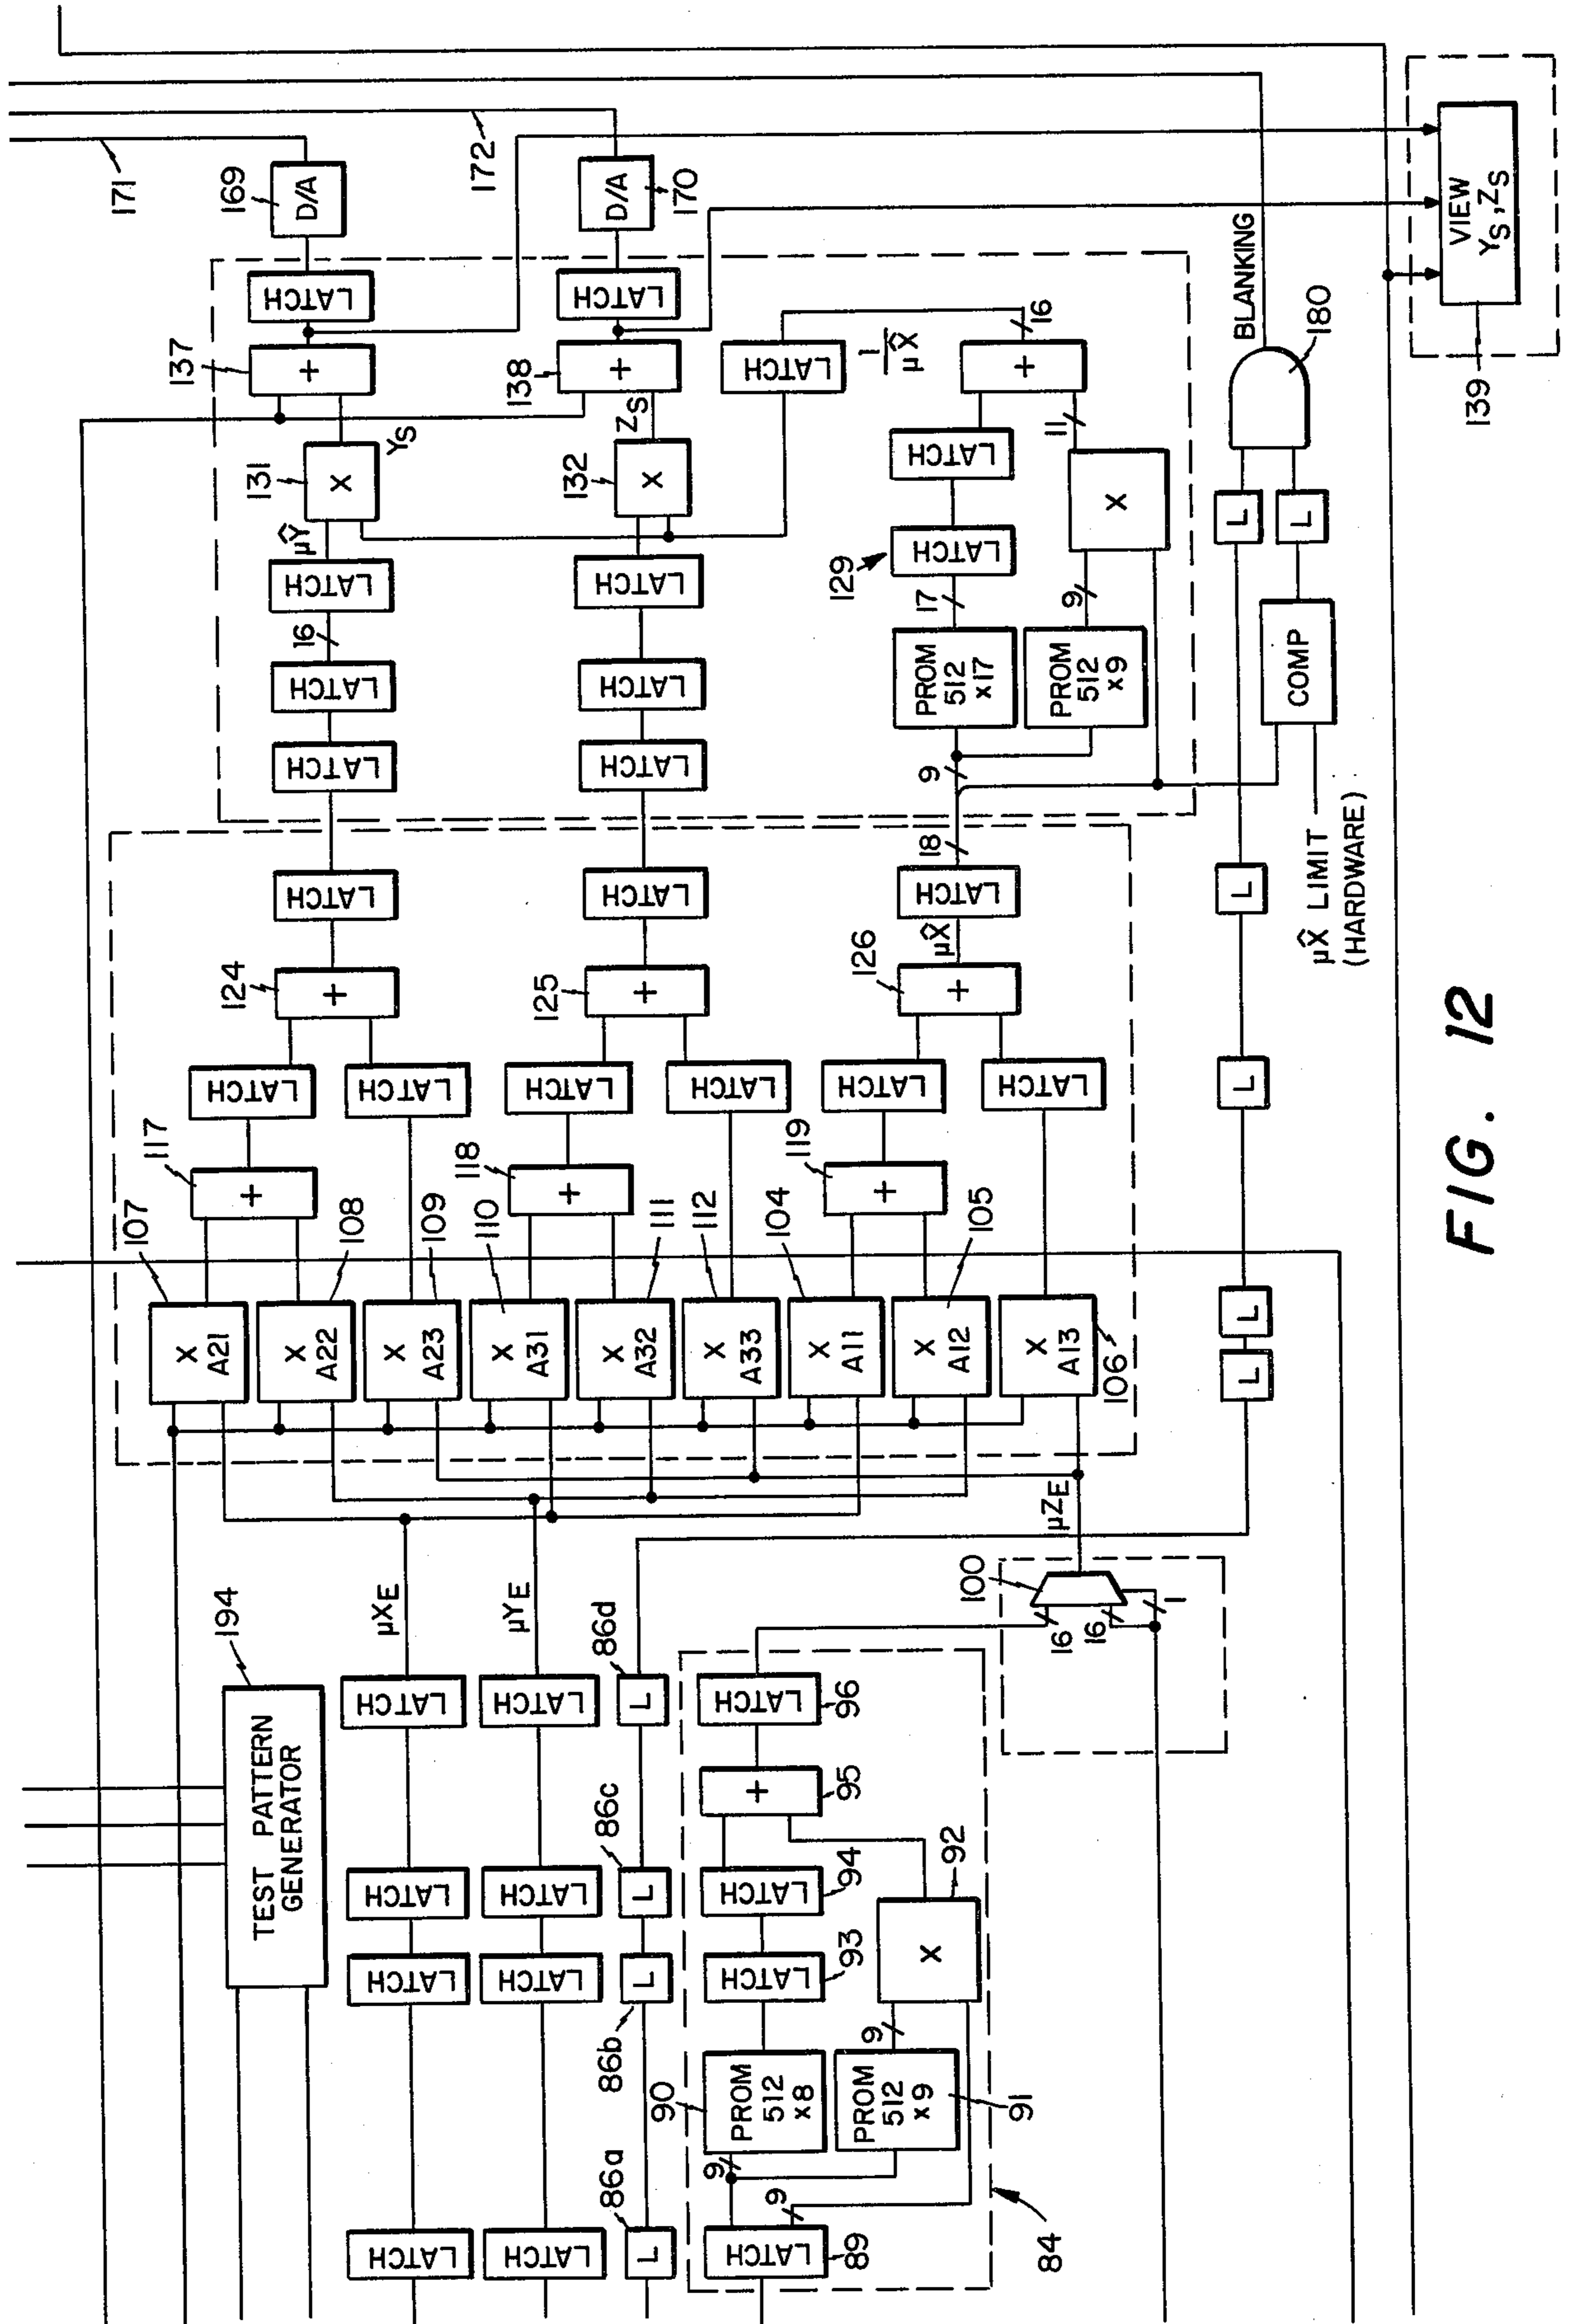 171
169
D/A
172
D/A
170
137
+
LATCH
138
+
LATCH
131
X
YS
μŶ
132
X
ZS
LATCH
1/μX̂
+
16
11
LATCH
LATCH
129
X
17
9
PROM
512
x17
PROM
512
x9
9
18
LATCH
16
LATCH
LATCH
LATCH
LATCH
LATCH
BLANKING
180
L
L
COMP
μX̂ LIMIT
(HARDWARE)
VIEW
YS,ZS
139
LATCH
LATCH
LATCH
μX̂
124
+
125
+
126
+
LATCH
LATCH
LATCH
LATCH
LATCH
LATCH
117
+
118
+
119
+
107
108
109
110
111
112
104
105
106
X
A21
X
A22
X
A23
X
A31
X
A32
X
A33
X
A11
X
A12
X
A13
L
L
L
L
μXE
μYE
μZE
100
16
16
1
194
TEST PATTERN
GENERATOR
LATCH
LATCH
LATCH
LATCH
LATCH
LATCH
LATCH
LATCH
86a
L
86b
L
86c
L
86d
L
89
LATCH
9
9
90
PROM
512
x8
PROM
512
x9
91
9
93
LATCH
94
LATCH
X
92
+
95
LATCH
96
84
FIG. 12